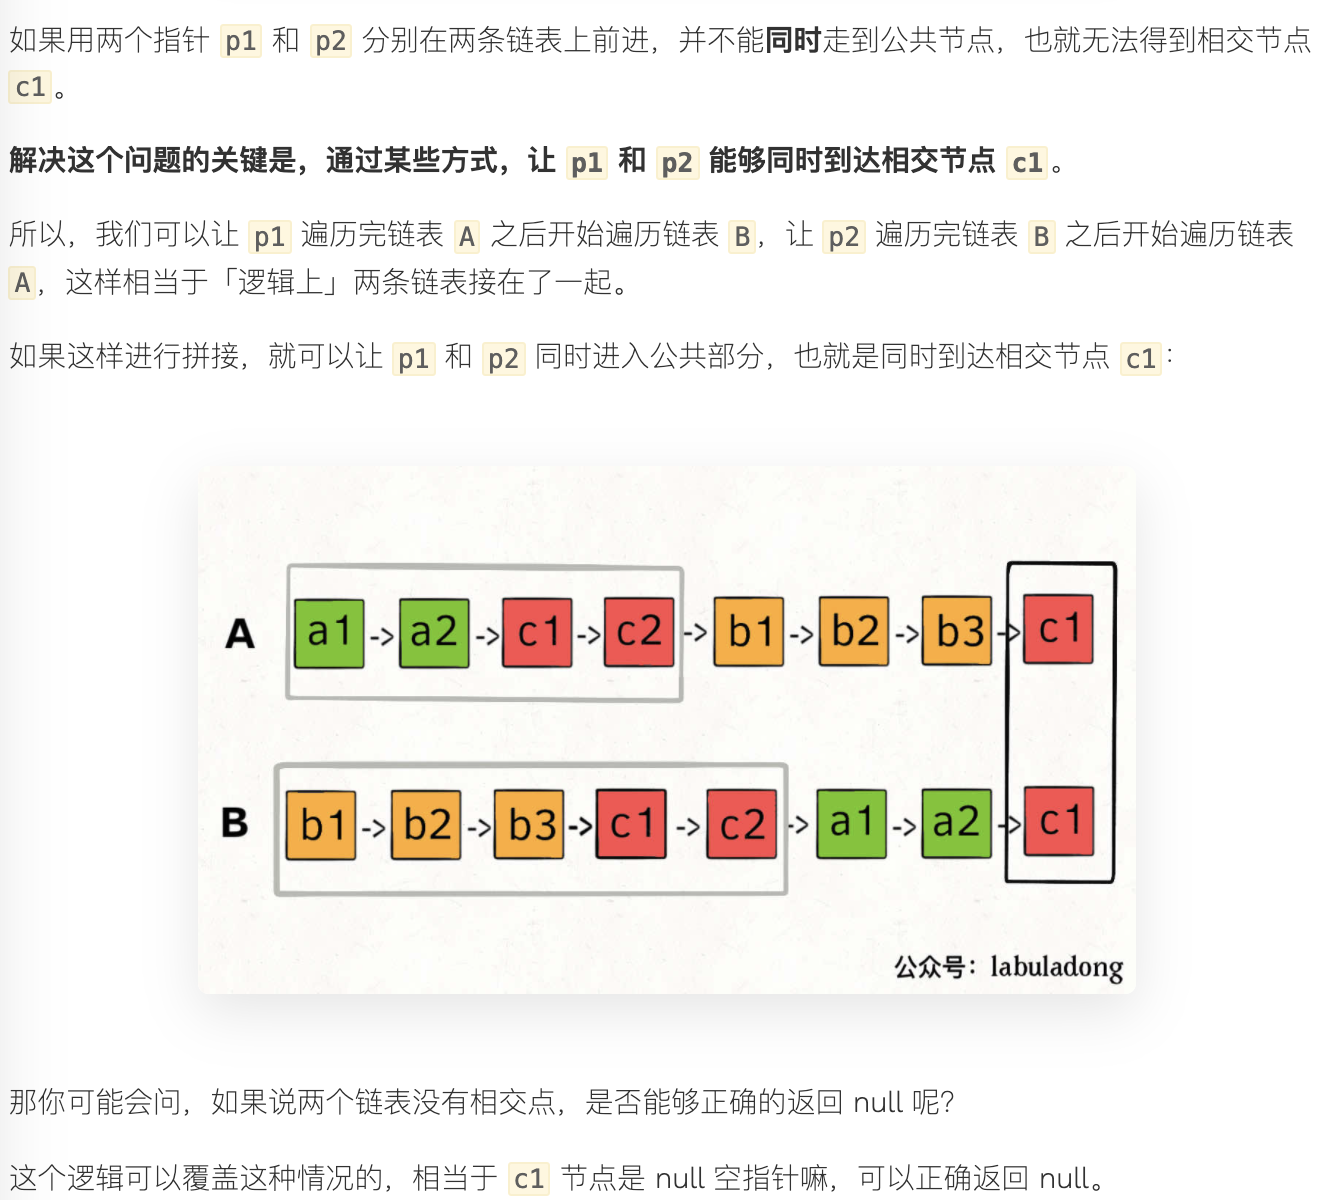 如果用两个指针 p1 和 p2 分别在两条链表上前进，并不能同时走到公共节点，也就无法得到相交节点
c1。
解决这个问题的关键是，通过某些方式，让 p1 和 p2 能够同时到达相交节点 c1。
所以，我们可以让 p1 遍历完链表 A 之后开始遍历链表 B，让 p2 遍历完链表 B 之后开始遍历链表
A，这样相当于「逻辑上」两条链表接在了一起。
如果这样进行拼接，就可以让 p1 和 p2 同时进入公共部分，也就是同时到达相交节点 c1：
A a1 -> a2 -> c1 -> c2 -> b1 -> b2 -> b3 -> c1
B b1 -> b2 -> b3 -> c1 -> c2 -> a1 -> a2 -> c1
公众号：labuladong
那你可能会问，如果说两个链表没有相交点，是否能够正确的返回 null 呢？
这个逻辑可以覆盖这种情况的，相当于 c1 节点是 null 空指针嘛，可以正确返回 null。